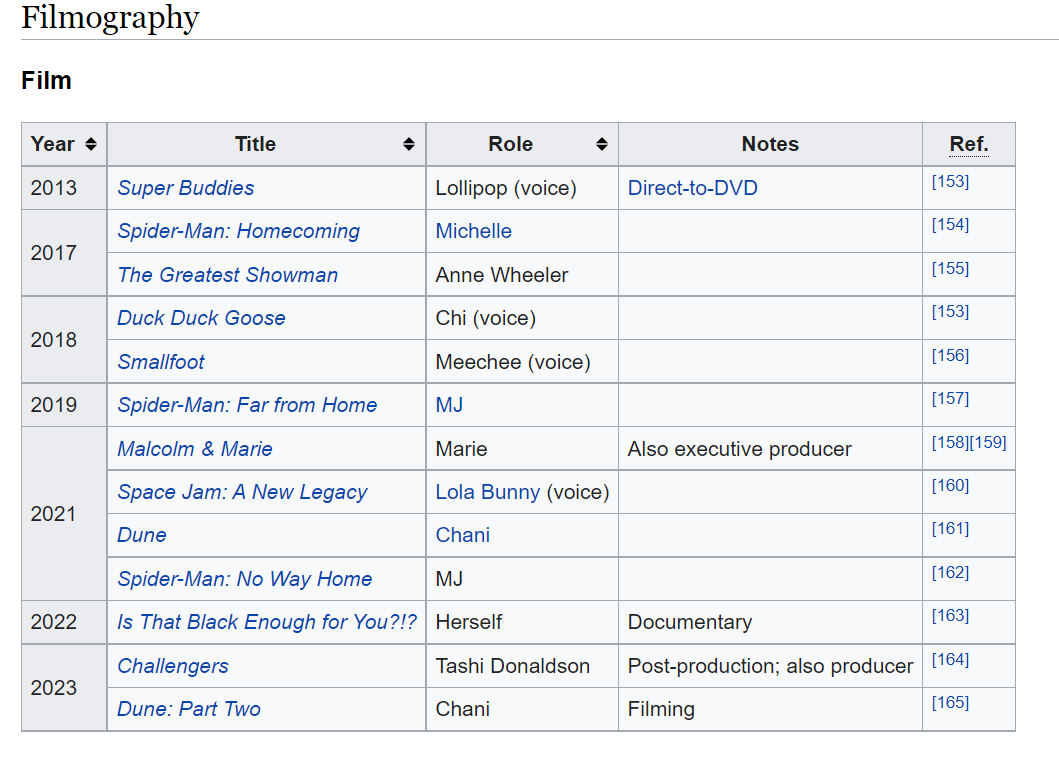 Filmography
Film
Year Title Role Notes Ref.
2013 Super Buddies Lollipop (voice) Direct-to-DVD [153]
2017 Spider-Man: Homecoming Michelle [154]
The Greatest Showman Anne Wheeler [155]
2018 Duck Duck Goose Chi (voice) [153]
Smallfoot Meechee (voice) [156]
2019 Spider-Man: Far from Home MJ [157]
2021 Malcolm & Marie Marie Also executive producer [158][159]
Space Jam: A New Legacy Lola Bunny (voice) [160]
Dune Chani [161]
Spider-Man: No Way Home MJ [162]
2022 Is That Black Enough for You?!? Herself Documentary [163]
2023 Challengers Tashi Donaldson Post-production; also producer [164]
Dune: Part Two Chani Filming [165]